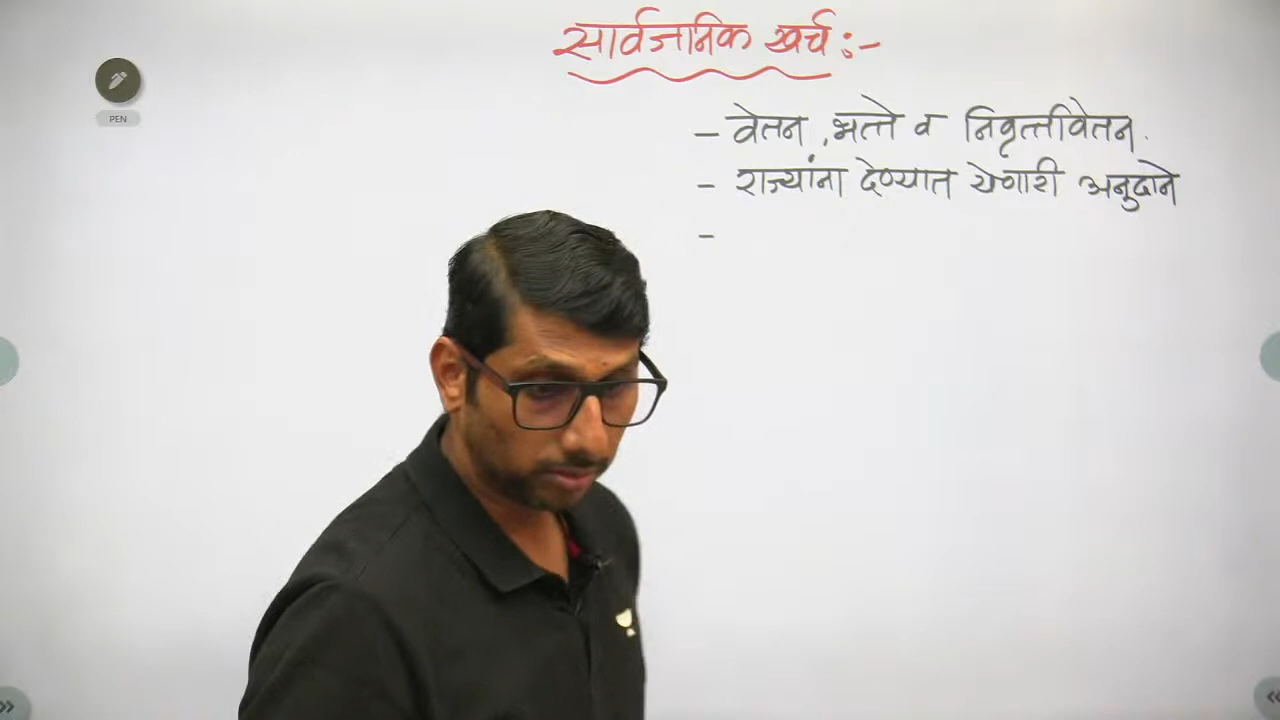 सार्वजनिक खर्च :-
PEN
- वेतन , भत्ते व निवृत्तीवेतन.
- राज्यांना देण्यात येणारी अनुदाने
-